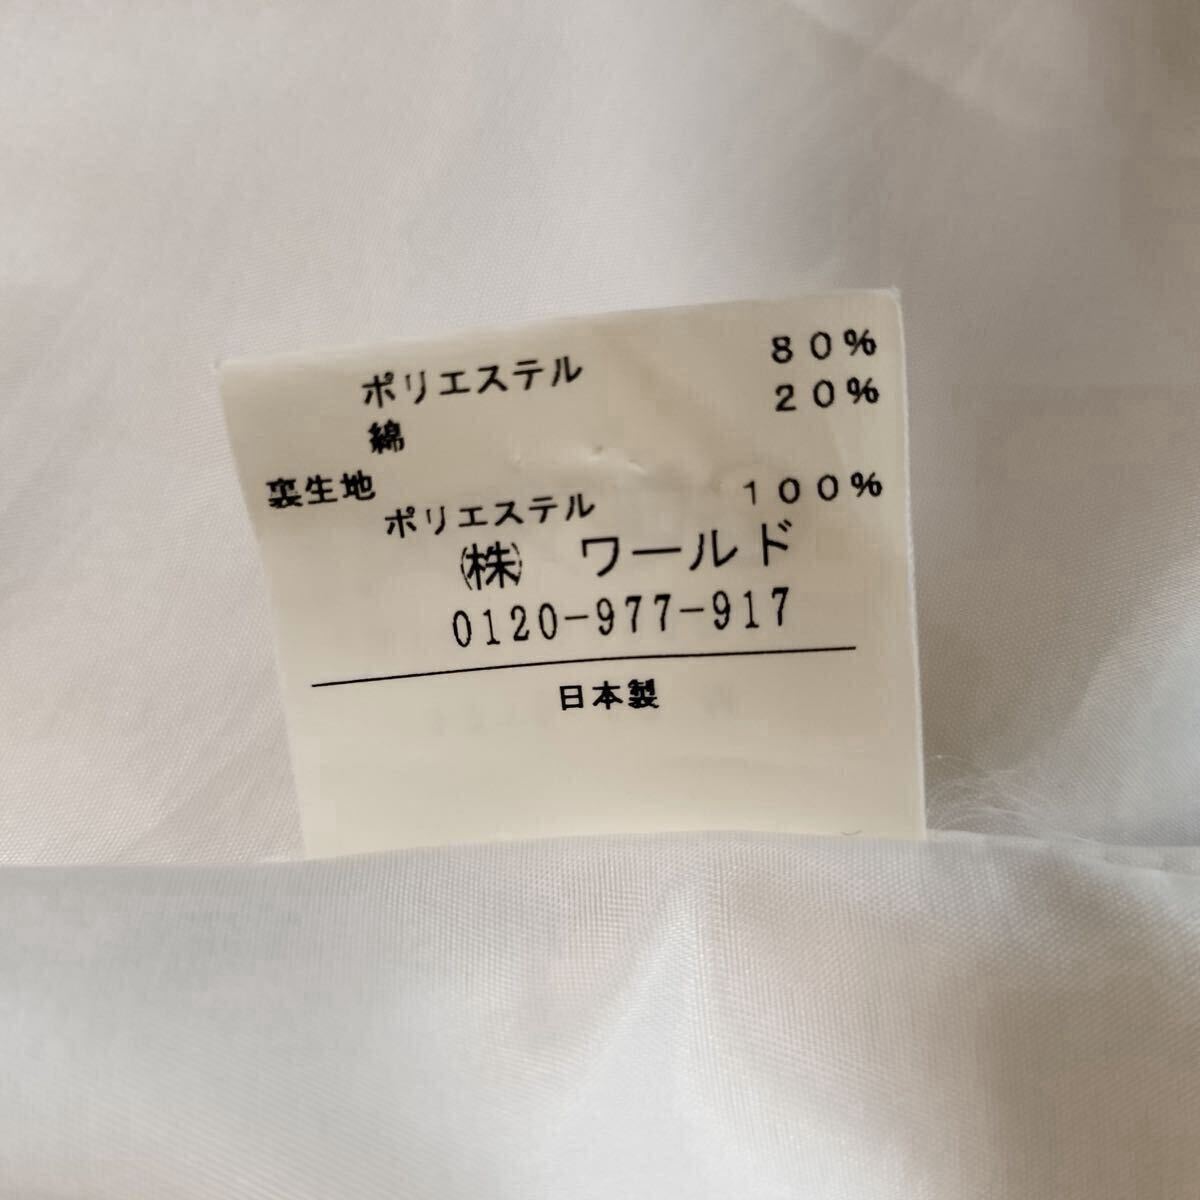 ポリエステル 80%
綿 20%
裏生地
ポリエステル 100%
㈱ ワールド
0120-977-917
日本製